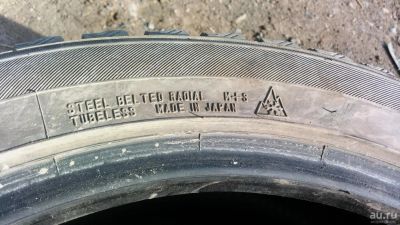 STEEL BELTED RADIAL M+S
TUBELESS MADE IN JAPAN
au.ru